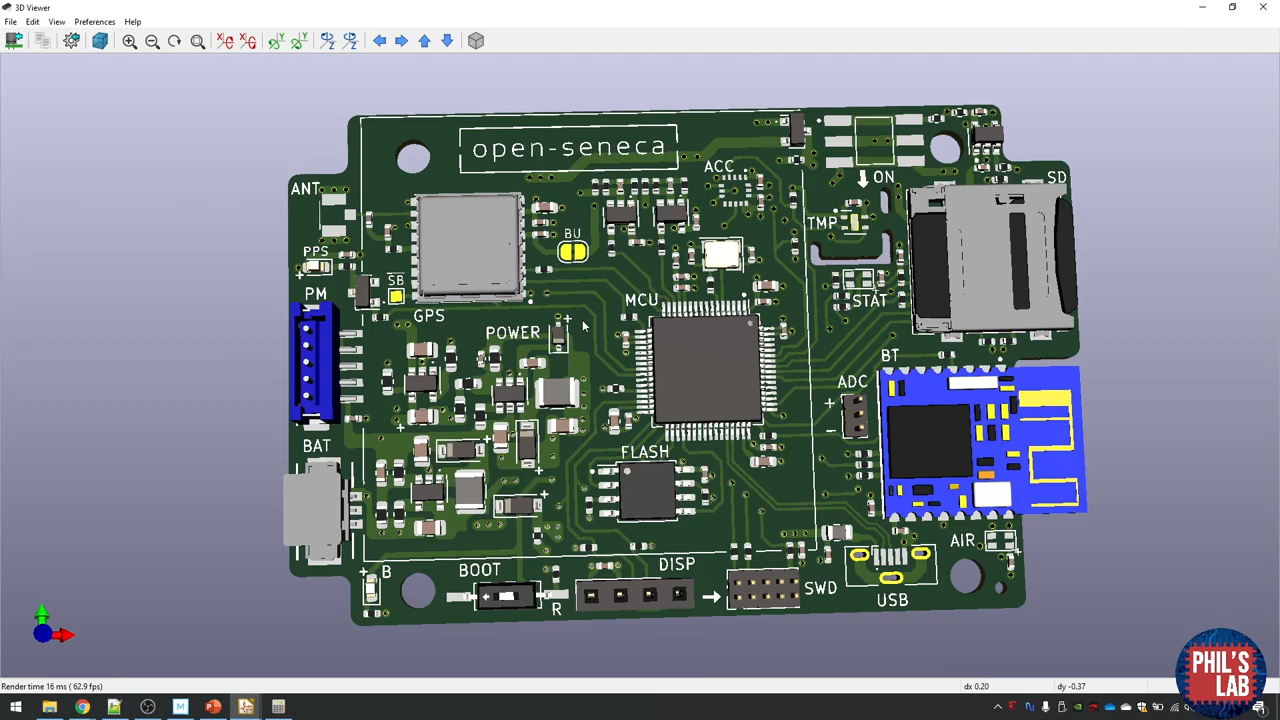 3D Viewer
File Edit View Preferences Help
open-seneca
ACC
ON
SD
ANT
TMP
BU
PPS
SB
STAT
PM
MCU
GPS
POWER
BT
ADC
+
-
BAT
FLASH
AIR
B
BOOT
DISP
SWD
USB
R
PHIL'S
LAB
Render time 16 ms ( 62.9 fps)
dx 0.20
dy -0.37